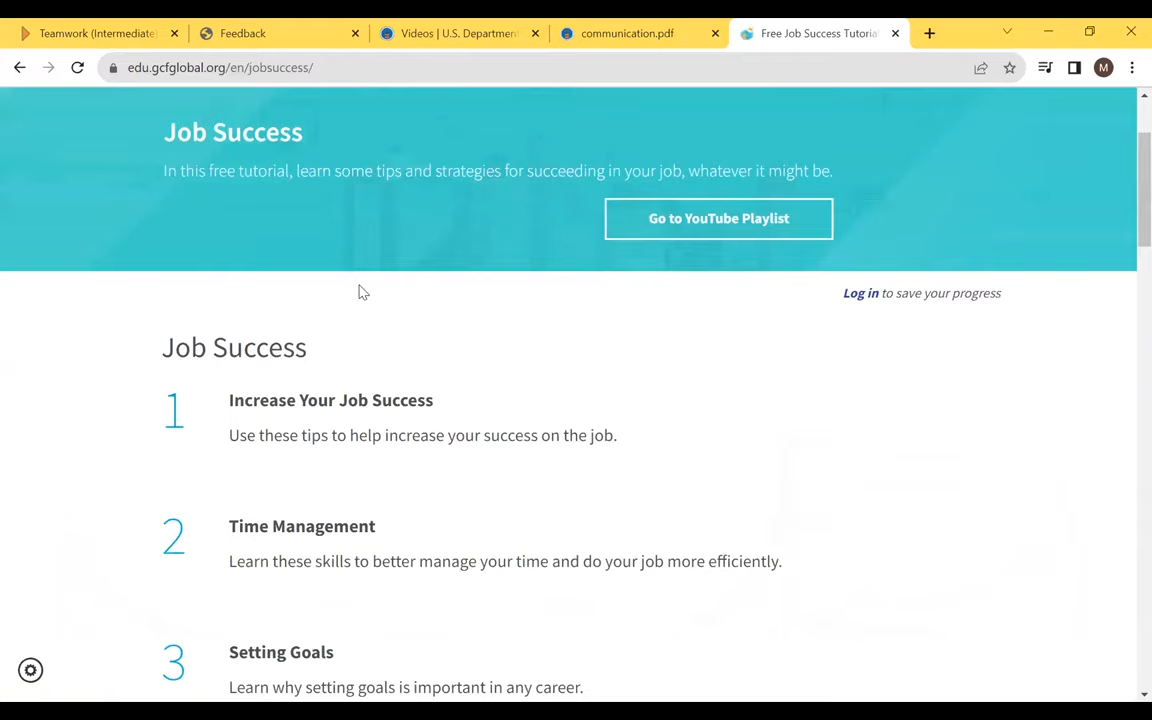 Teamwork (Intermediate)
Feedback
Videos | U.S. Department
communication.pdf
Free Job Success Tutoria
edu.gcfglobal.org/en/jobsuccess/
M
Job Success
In this free tutorial, learn some tips and strategies for succeeding in your job, whatever it might be.
Go to YouTube Playlist
Log in to save your progress
Job Success
1
Increase Your Job Success
Use these tips to help increase your success on the job.
2
Time Management
Learn these skills to better manage your time and do your job more efficiently.
3
Setting Goals
Learn why setting goals is important in any career.